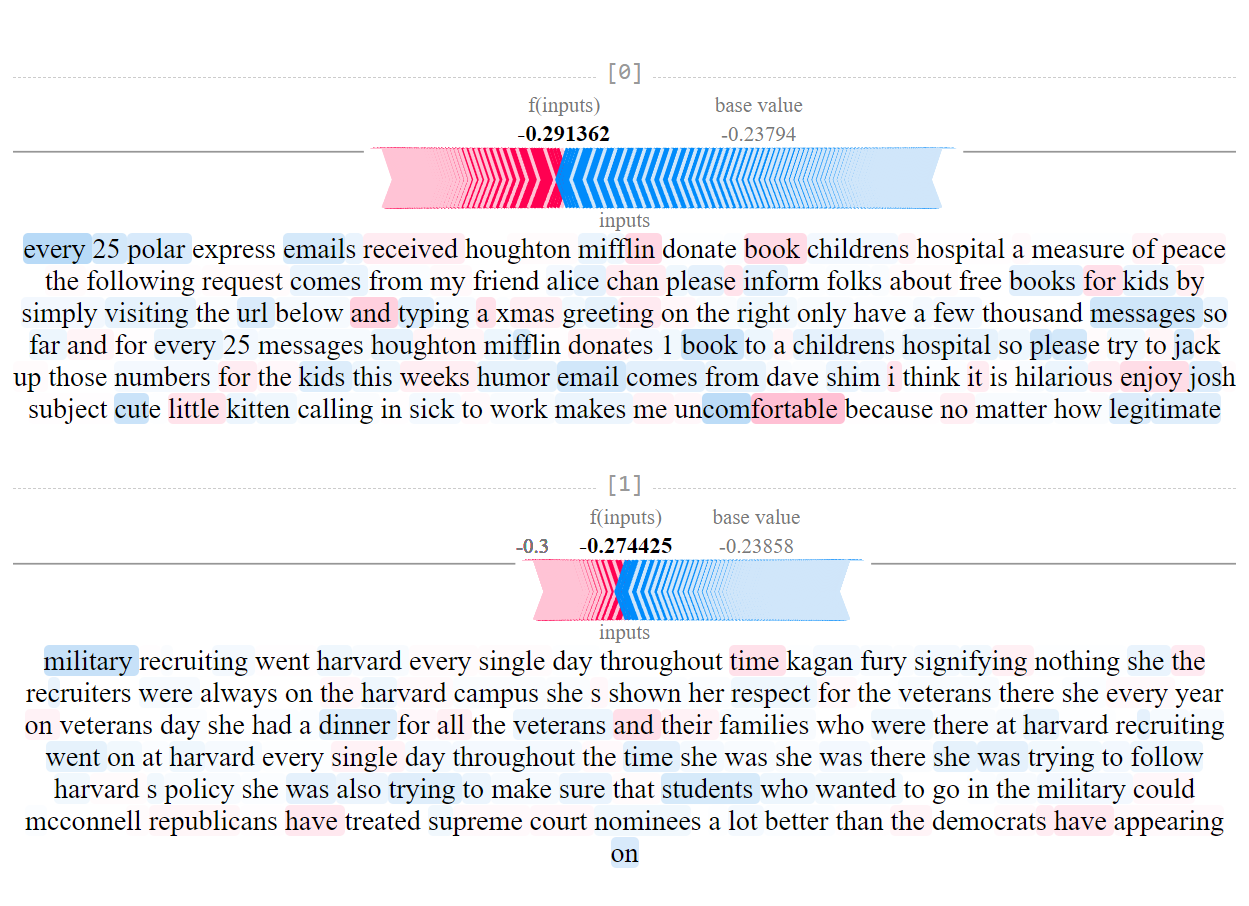 [0]
f(inputs) base value
-0.291362 -0.23794
inputs
every 25 polar express emails received houghton mifflin donate book childrens hospital a measure of peace
the following request comes from my friend alice chan please inform folks about free books for kids by
simply visiting the url below and typing a xmas greeting on the right only have a few thousand messages so
far and for every 25 messages houghton mifflin donates 1 book to a childrens hospital so please try to jack
up those numbers for the kids this weeks humor email comes from dave shim i think it is hilarious enjoy josh
subject cute little kitten calling in sick to work makes me uncomfortable because no matter how legitimate
[1]
f(inputs) base value
-0.3 -0.274425 -0.23858
inputs
military recruiting went harvard every single day throughout time kagan fury signifying nothing she the
recruiters were always on the harvard campus she s shown her respect for the veterans there she every year
on veterans day she had a dinner for all the veterans and their families who were there at harvard recruiting
went on at harvard every single day throughout the time she was she was there she was trying to follow
harvard s policy she was also trying to make sure that students who wanted to go in the military could
mcconnell republicans have treated supreme court nominees a lot better than the democrats have appearing
on